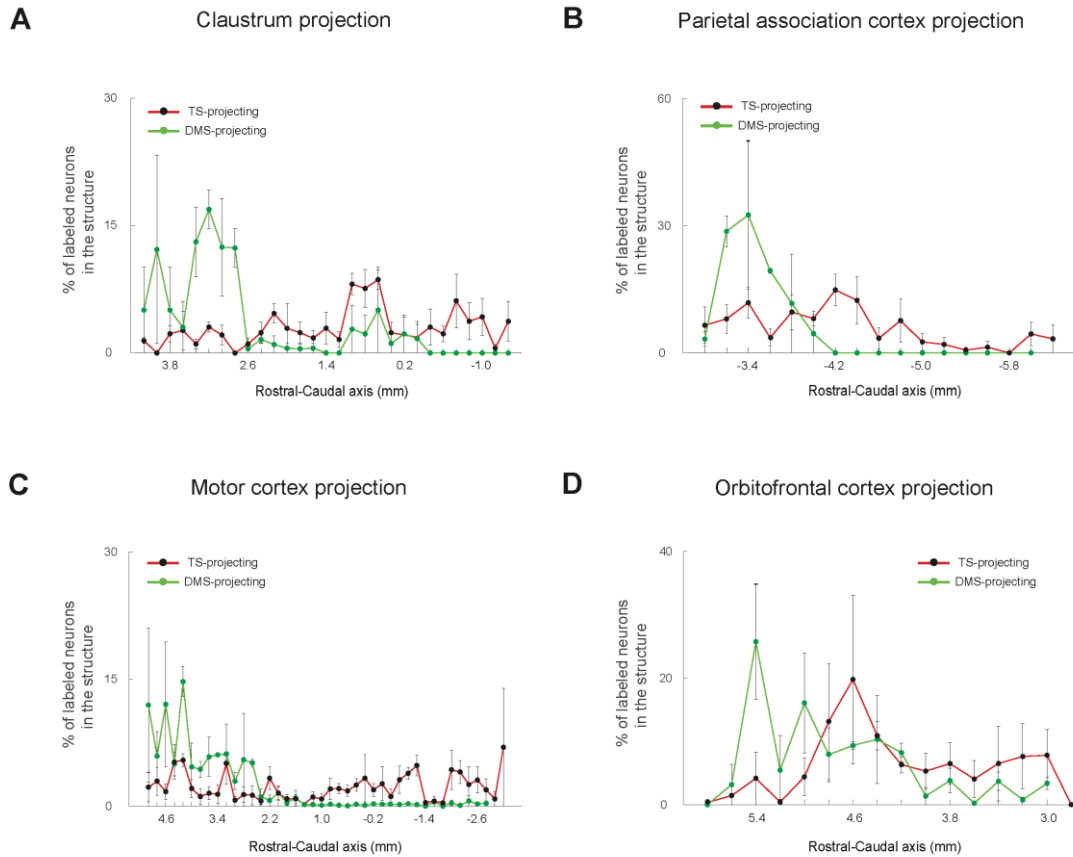 A
Claustrum projection
% of labeled neurons
in the structure
30
15
0
TS-projecting
DMS-projecting
3.8 2.6 1.4 0.2 -1.0
Rostral-Caudal axis (mm)
B
Parietal association cortex projection
% of labeled neurons
in the structure
60
30
0
TS-projecting
DMS-projecting
-3.4 -4.2 -5.0 -5.8
Rostral-Caudal axis (mm)
C
Motor cortex projection
% of labeled neurons
in the structure
30
15
0
TS-projecting
DMS-projecting
4.6 3.4 2.2 1.0 -0.2 -1.4 -2.6
Rostral-Caudal axis (mm)
D
Orbitofrontal cortex projection
% of labeled neurons
in the structure
40
20
0
TS-projecting
DMS-projecting
5.4 4.6 3.8 3.0
Rostral-Caudal axis (mm)